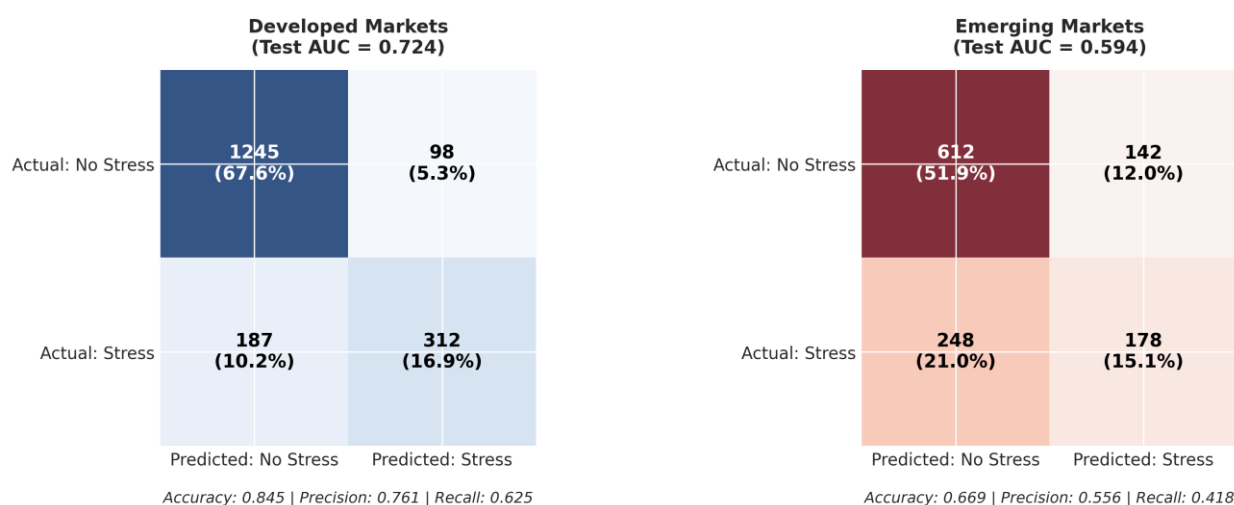 Developed Markets
(Test AUC = 0.724)
Actual: No Stress
1245
(67.6%)
98
(5.3%)
Actual: Stress
187
(10.2%)
312
(16.9%)
Predicted: No Stress
Predicted: Stress
Accuracy: 0.845 | Precision: 0.761 | Recall: 0.625
Emerging Markets
(Test AUC = 0.594)
Actual: No Stress
612
(51.9%)
142
(12.0%)
Actual: Stress
248
(21.0%)
178
(15.1%)
Predicted: No Stress
Predicted: Stress
Accuracy: 0.669 | Precision: 0.556 | Recall: 0.418